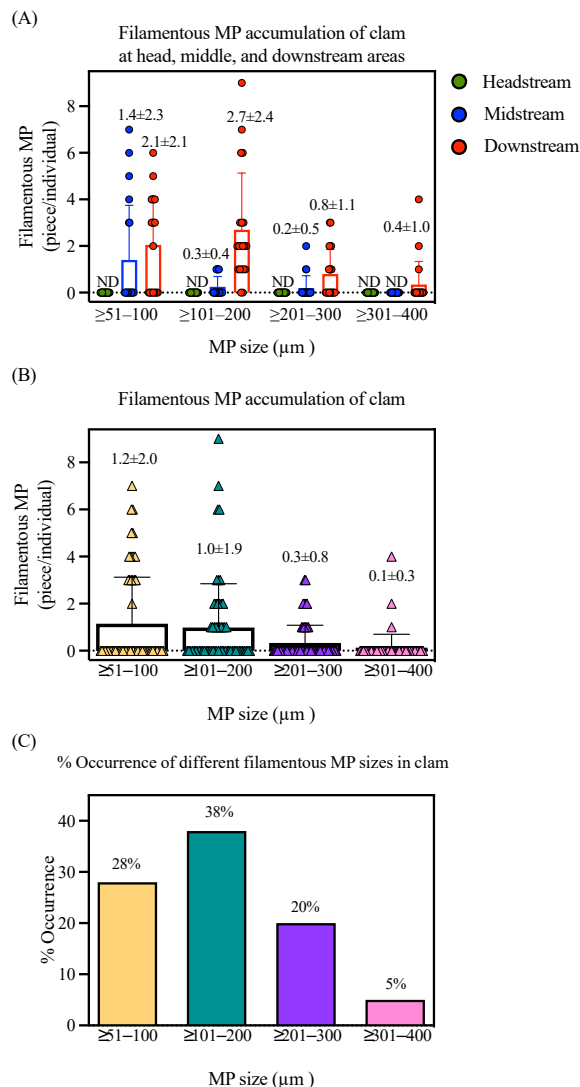 (A)
Filamentous MP accumulation of clam
at head, middle, and downstream areas
Headstream
Midstream
Downstream
Filamentous MP
(piece/individual)
8
6
4
2
0
1.4±2.3
2.1±2.1
2.7±2.4
0.3±0.4
0.2±0.5
0.8±1.1
0.4±1.0
ND
ND
ND
ND ND
≥51–100
≥101–200
≥201–300
≥301–400
MP size (μm )
(B)
Filamentous MP accumulation of clam
Filamentous MP
(piece/individual)
8
6
4
2
0
1.2±2.0
1.0±1.9
0.3±0.8
0.1±0.3
≥51–100
≥101–200
≥201–300
≥301–400
MP size (μm )
(C)
% Occurrence of different filamentous MP sizes in clam
% Occurrence
40
30
20
10
0
28%
38%
20%
5%
≥51–100
≥101–200
≥201–300
≥301–400
MP size (μm )